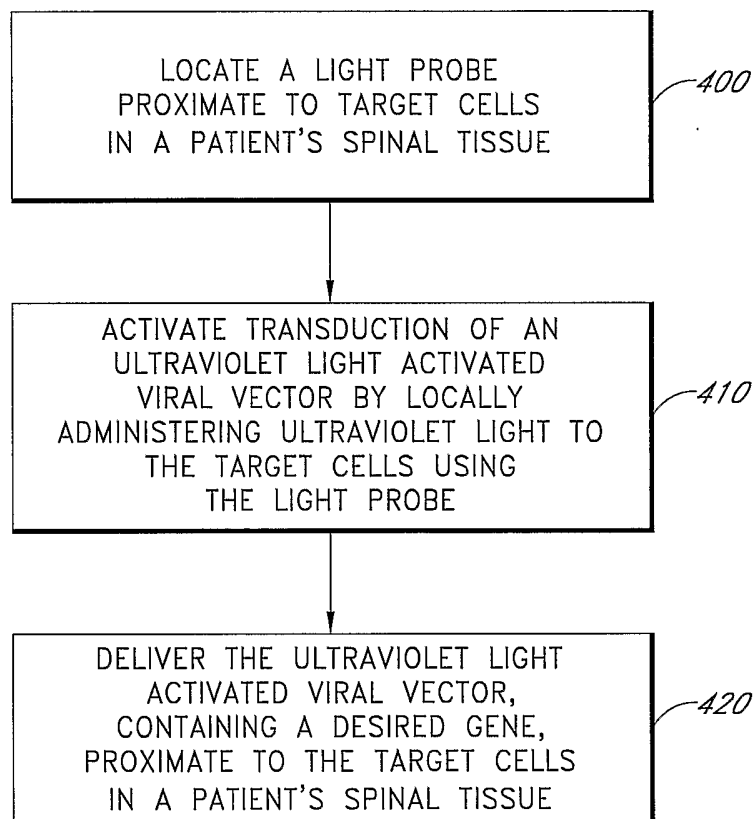 LOCATE A LIGHT PROBE
PROXIMATE TO TARGET CELLS
IN A PATIENT'S SPINAL TISSUE
400
ACTIVATE TRANSDUCTION OF AN
ULTRAVIOLET LIGHT ACTIVATED
VIRAL VECTOR BY LOCALLY
ADMINISTERING ULTRAVIOLET LIGHT TO
THE TARGET CELLS USING
THE LIGHT PROBE
410
DELIVER THE ULTRAVIOLET LIGHT
ACTIVATED VIRAL VECTOR,
CONTAINING A DESIRED GENE,
PROXIMATE TO THE TARGET CELLS
IN A PATIENT'S SPINAL TISSUE
420